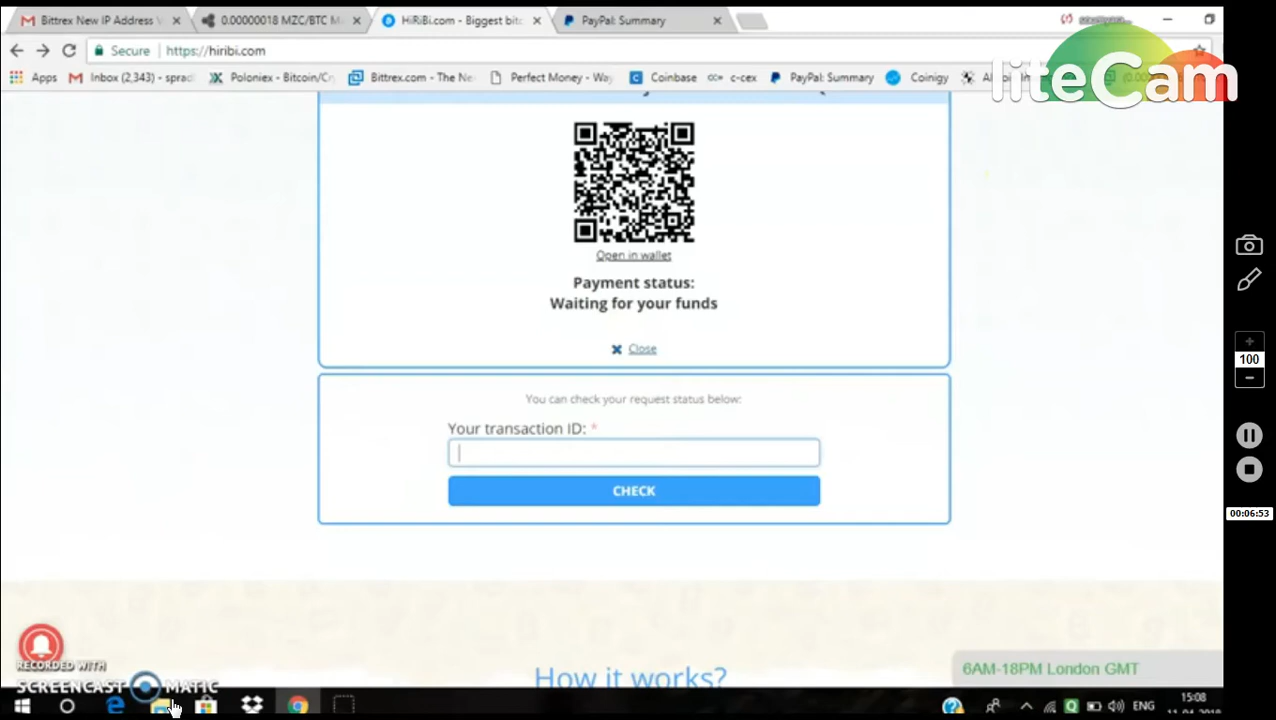 Bittrex New IP Address V
0.00000018 MZC/BTC M
HiRiBi.com - Biggest bitc
PayPal: Summary
Secure
https://hiribi.com
Apps
Inbox (2,343) - spra
Poloniex - Bitcoin/Cr
Bittrex.com - The Ne
Perfect Money - Way
Coinbase
c-cex
PayPal: Summary
Coinigy
liteCam
Open in wallet
Payment status:
Waiting for your funds
Close
You can check your request status below:
Your transaction ID: *
CHECK
100
00:06:53
How it works?
6AM-18PM London GMT
RECORDED WITH
SCREENCAST MATIC
ENG
15:08